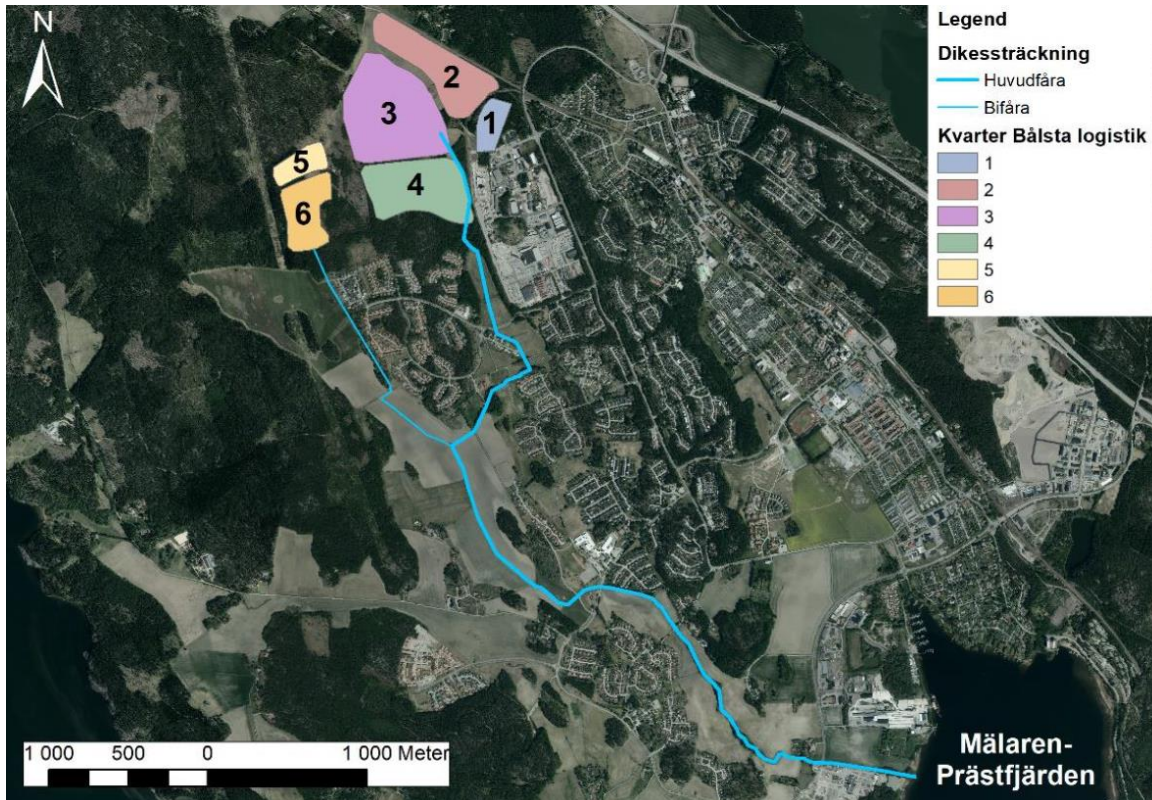 N
2
3
1
5
4
6
Legend
Dikessträckning
Huvudfåra
Bifåra
Kvarter Bålsta logistik
1
2
3
4
5
6
1 000 500 0 1 000 Meter
Mälaren-
Prästfjärden